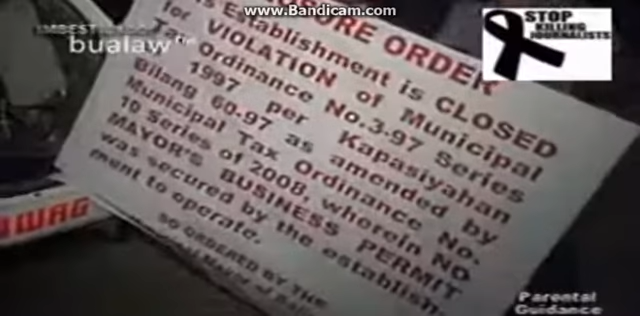 www.Bandicam.com
bualaw
STOP
KILLING
JOURNALISTS
ORDER
Establishment is CLOSED
for VIOLATION of Municipal
Ordinance No.3-97 Series
1997 per Kapasiyahan
Bilang 60-97 as amended by
Municipal Tax Ordinance No.
10 Series of 2008, wherein NO
MAYOR'S BUSINESS PERMIT
was secured by the establish-
ment to operate.
SO ORDERED BY THE
Mayor of
Parental
Guidance